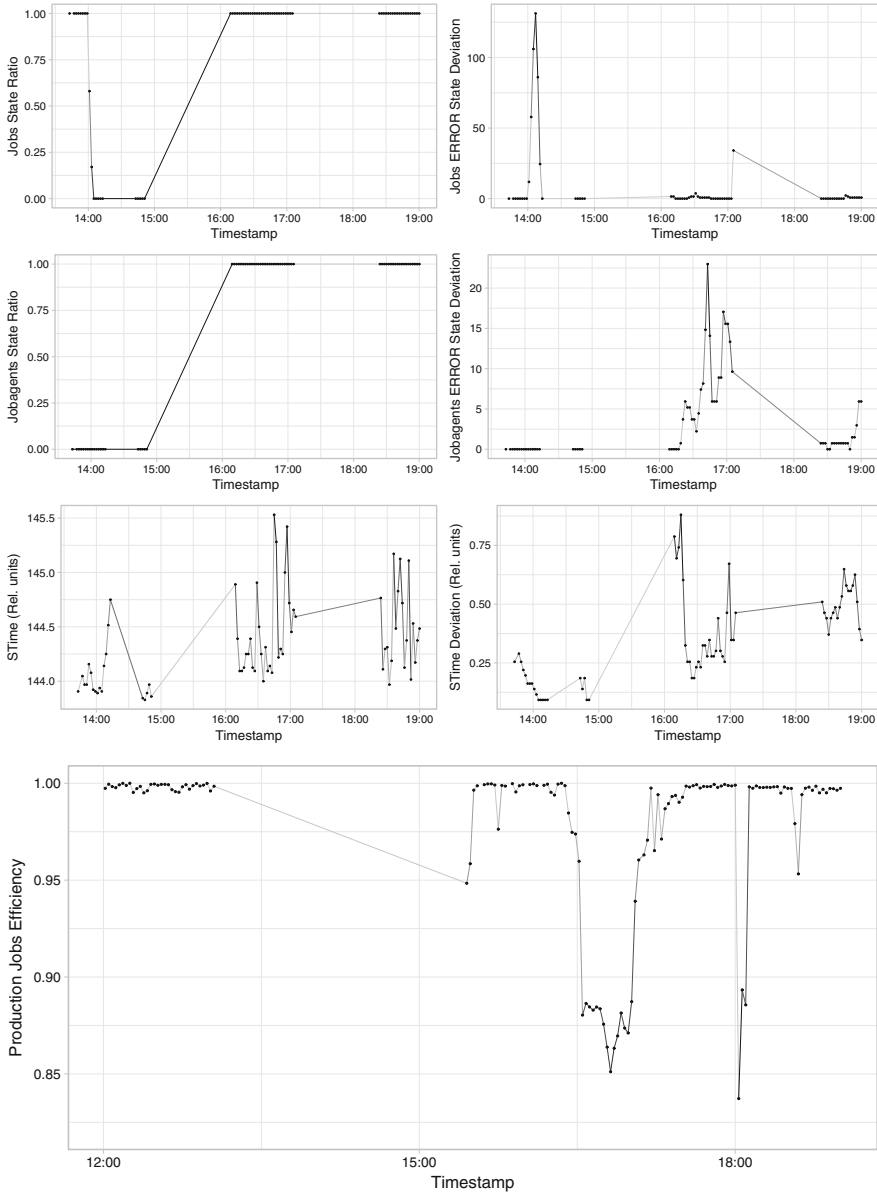 Jobs State Ratio
1.00
0.75
0.50
0.25
0.00
14:00 15:00 16:00 17:00 18:00 19:00
Timestamp
Jobs ERROR State Deviation
100
50
0
14:00 15:00 16:00 17:00 18:00 19:00
Timestamp
Jobagents State Ratio
1.00
0.75
0.50
0.25
0.00
14:00 15:00 16:00 17:00 18:00 19:00
Timestamp
Jobagents ERROR State Deviation
20
15
10
5
0
14:00 15:00 16:00 17:00 18:00 19:00
Timestamp
STime (Rel. units)
145.5
145.0
144.5
144.0
14:00 15:00 16:00 17:00 18:00 19:00
Timestamp
STime Deviation (Rel. units)
0.75
0.50
0.25
14:00 15:00 16:00 17:00 18:00 19:00
Timestamp
Production Jobs Efficiency
1.00
0.95
0.90
0.85
12:00 15:00 18:00
Timestamp